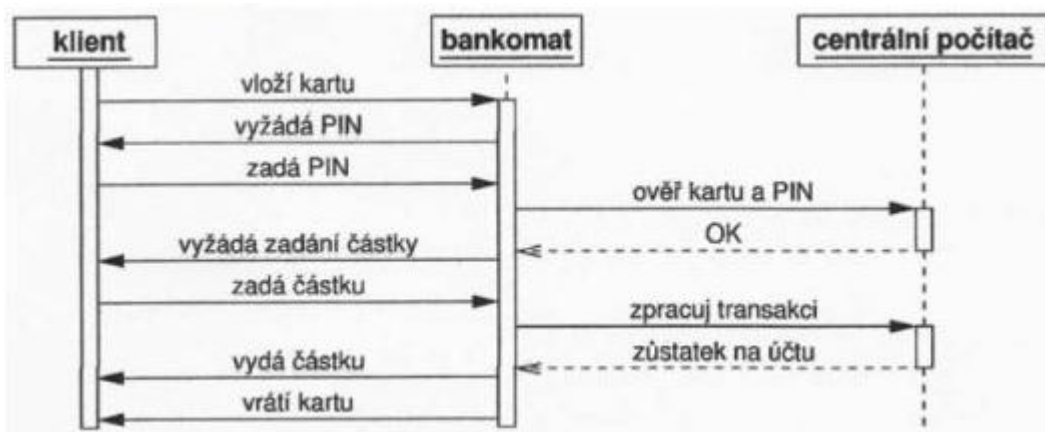 klient
bankomat
centrální počítač
vloží kartu
vyžádá PIN
zadá PIN
ověř kartu a PIN
OK
vyžádá zadání částky
zadá částku
zpracuj transakci
zůstatek na účtu
vydá částku
vrátí kartu